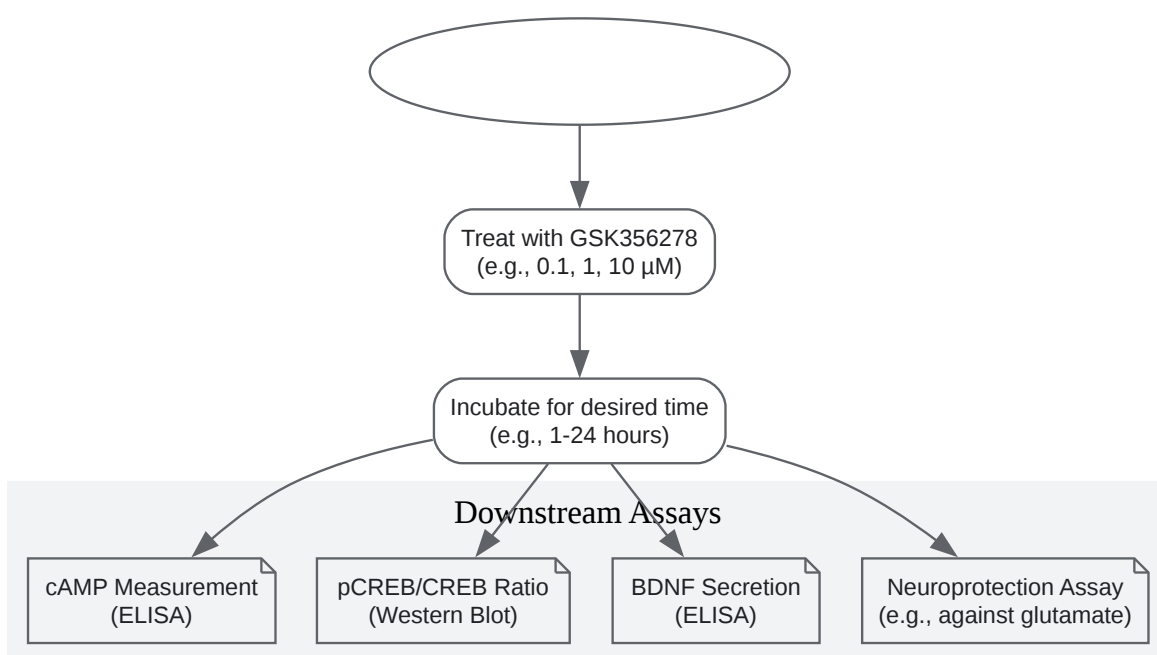 Treat with GSK356278
(e.g., 0.1, 1, 10 µM)
Incubate for desired time
(e.g., 1-24 hours)
Downstream Assays
cAMP Measurement
(ELISA)
pCREB/CREB Ratio
(Western Blot)
BDNF Secretion
(ELISA)
Neuroprotection Assay
(e.g., against glutamate)